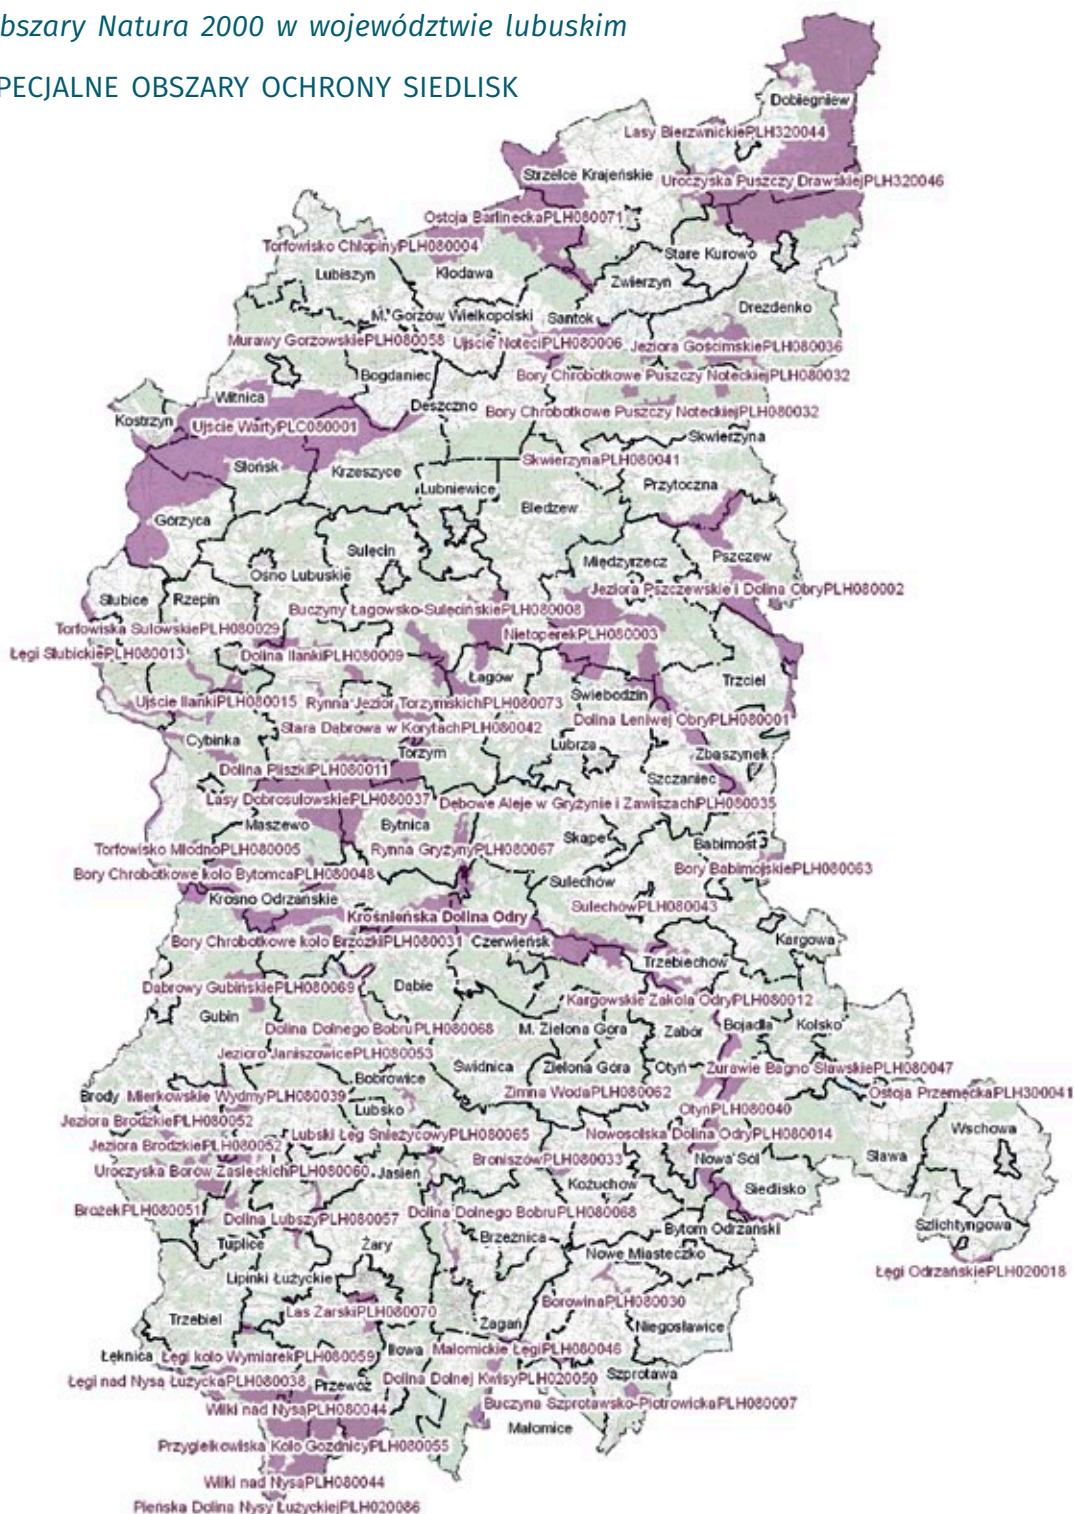 bszary Natura 2000 w województwie lubuskim
PECJALNE OBSZARY OCHRONY SIEDLISK
Dobiegniew
Lasy BierzwnickiePLH320044
Strzelce Krajeńskie
Uroczyska Puszczy DrawskiejPLH320046
Ostoja BarlineckaPLH080071
Torfowisko ChłopinyPLH080004
Stare Kurowo
Lubiszyn
Kłodawa
Zwierzyn
Drezdenko
M. Gorzów Wielkopolski
Santok
Murawy GorzowskiePLH080058
Ujście NoteciPLH080006
Jeziora GościmskiePLH080036
Bogdaniec
Bory Chrobotkowe Puszczy NoteckiejPLH080032
Witnica
Deszczno
Bory Chrobotkowe Puszczy NoteckiejPLH080032
Kostrzyn
Ujście WartyPLC080001
Skwierzyna
SkwierzynaPLH080041
Słońsk
Krzeszyce
Lubniewice
Przytoczna
Bledzew
Górzyca
Sulęcin
Międzyrzecz
Pszczew
Ośno Lubuskie
Jeziora Pszczewskie i Dolina ObryPLH080002
Słubice
Rzepin
Buczyny Łagowsko-SulęcińskiePLH080008
Torfowiska SułowskiePLH080029
NietoperekPLH080003
Łęgi SłubickiePLH080013
Dolina IlankiPLH080009
Łagów
Trzciel
Świebodzin
Ujście IlankiPLH080015
Rynna Jezior TorzymskichPLH080073
Dolina Leniwej ObryPLH080001
Stara Dąbrowa w KorytachPLH080042
Cybinka
Torzym
Lubrza
Zbąszynek
Dolina PliszkiPLH080011
Szczaniec
Lasy DobrosułowskiePLH080037
Dębowe Aleje w Gryżynie i ZawiszachPLH080035
Maszewo
Bytnica
Skąpe
Babimost
Torfowisko MłodnoPLH080005
Rynna GryżynyPLH080067
Bory Chrobotkowe koło BytomcaPLH080048
Bory BabimojskiePLH080063
Sulechów
Krosno Odrzańskie
SulechówPLH080043
Krośnieńska Dolina Odry
Bory Chrobotkowe koło BrzózkiPLH080031
Czerwieńsk
Kargowa
Trzebiechów
Dąbrowy GubińskiePLH080069
Dąbie
Kargowskie Zakola OdryPLH080012
Gubin
Dolina Dolnego BobruPLH080068
M. Zielona Góra
Zabór
Bojadła
Kolsko
Jezioro JaniszowicePLH080053
Świdnica
Zielona Góra
Otyń
Żurawie Bagno SławskiePLH080047
Bobrowice
Brody
Mierkowskie WydmyPLH080039
Zimna WodaPLH080062
Ostoja PrzemęckaPLH300041
Lubsko
OtyńPLH080040
Jeziora BrodzkiePLH080052
Wschowa
Lubski Łęg ŚnieżycowyPLH080065
Nowosolska Dolina OdryPLH080014
Jeziora BrodzkiePLH080052
BroniszówPLH080033
Nowa Sól
Sława
Uroczyska Borów ZasieckichPLH080060
Jasień
Kożuchów
Siedlisko
BrożekPLH080051
Dolina LubszyPLH080057
Dolina Dolnego BobruPLH080068
Bytom Odrzański
Szlichtyngowa
Tuplice
Żary
Brzeźnica
Nowe Miasteczko
Lipinki Łużyckie
Łęgi OdrzańskiePLH020018
BorowinaPLH080030
Trzebiel
Las ŻarskiPLH080070
Żagań
Niegosławice
Łęknica
Łęgi koło WymiarekPLH080059
Iłowa
Małomickie ŁęgiPLH080046
Łęgi nad Nysą ŁużyckąPLH080038
Przewóz
Dolina Dolnej KwisyPLH020050
Szprotawa
Wilki nad NysąPLH080044
Buczyna Szprotawsko-PiotrowickaPLH080007
Małomice
Przygiełkowiska Koło GozdnicyPLH080055
Wilki nad NysąPLH080044
Pieńska Dolina Nysy ŁużyckiejPLH020086